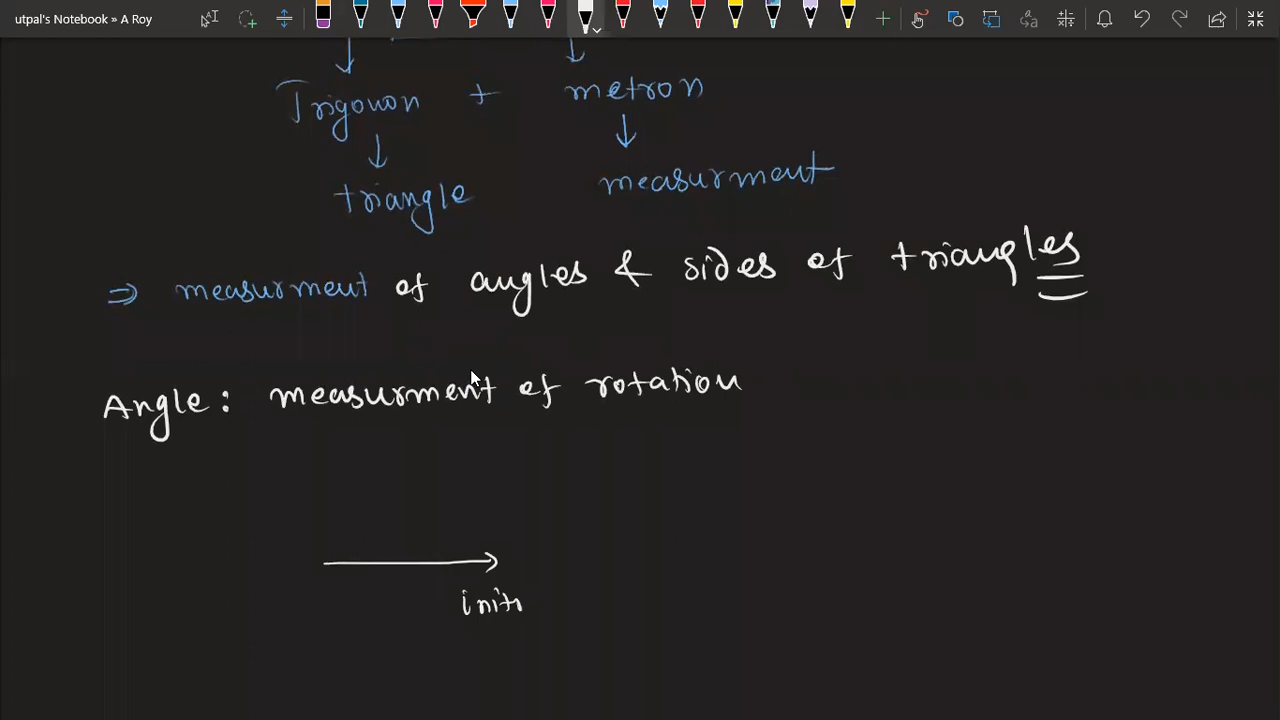 utpal's Notebook » A Roy
Trigonon + metron
triangle measurment
⇒ measurment of angles & sides of triangles
Angle: measurment of rotation
initi